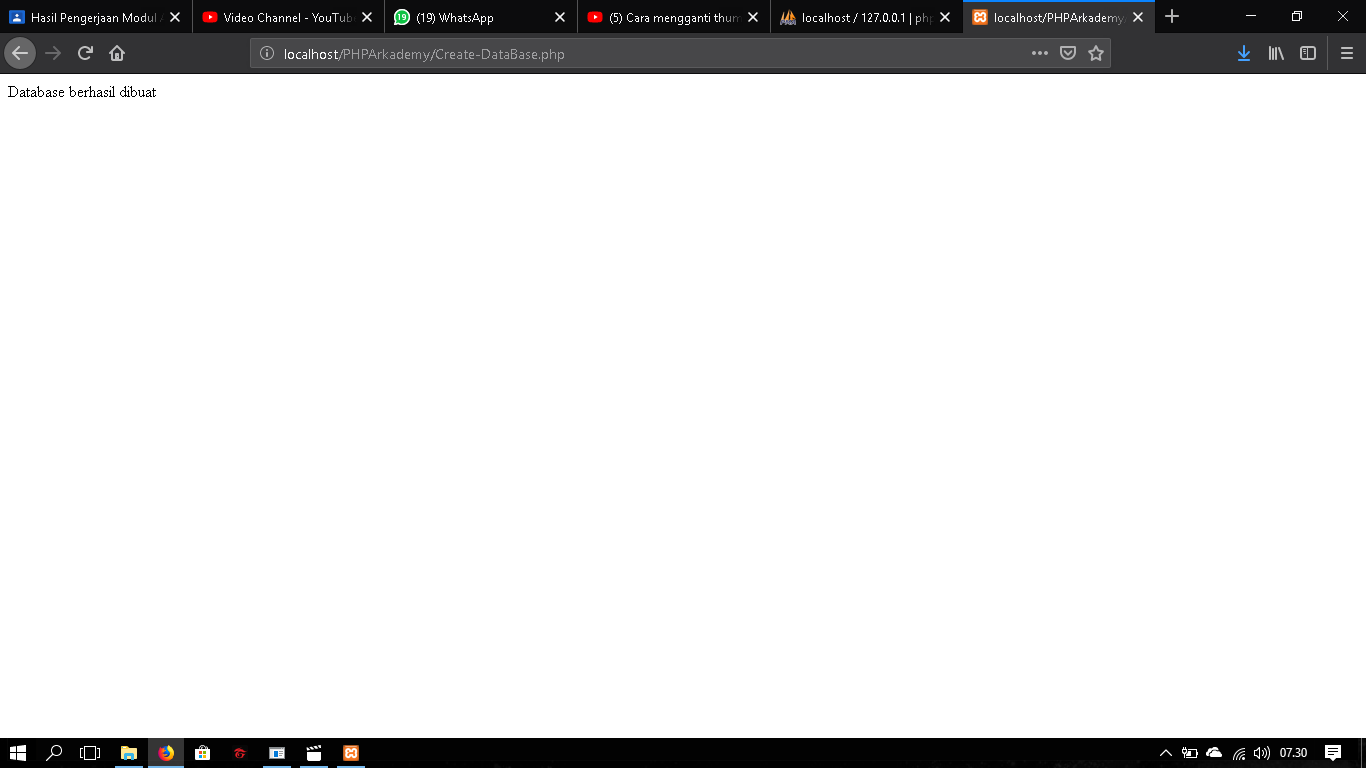 Hasil Pengerjaan Modul A
Video Channel - YouTub
19
(19) WhatsApp
(5) Cara mengganti thum
localhost / 127.0.0.1 | php
localhost/PHPArkademy/
localhost/PHPArkademy/Create-DataBase.php
Database berhasil dibuat
07.30